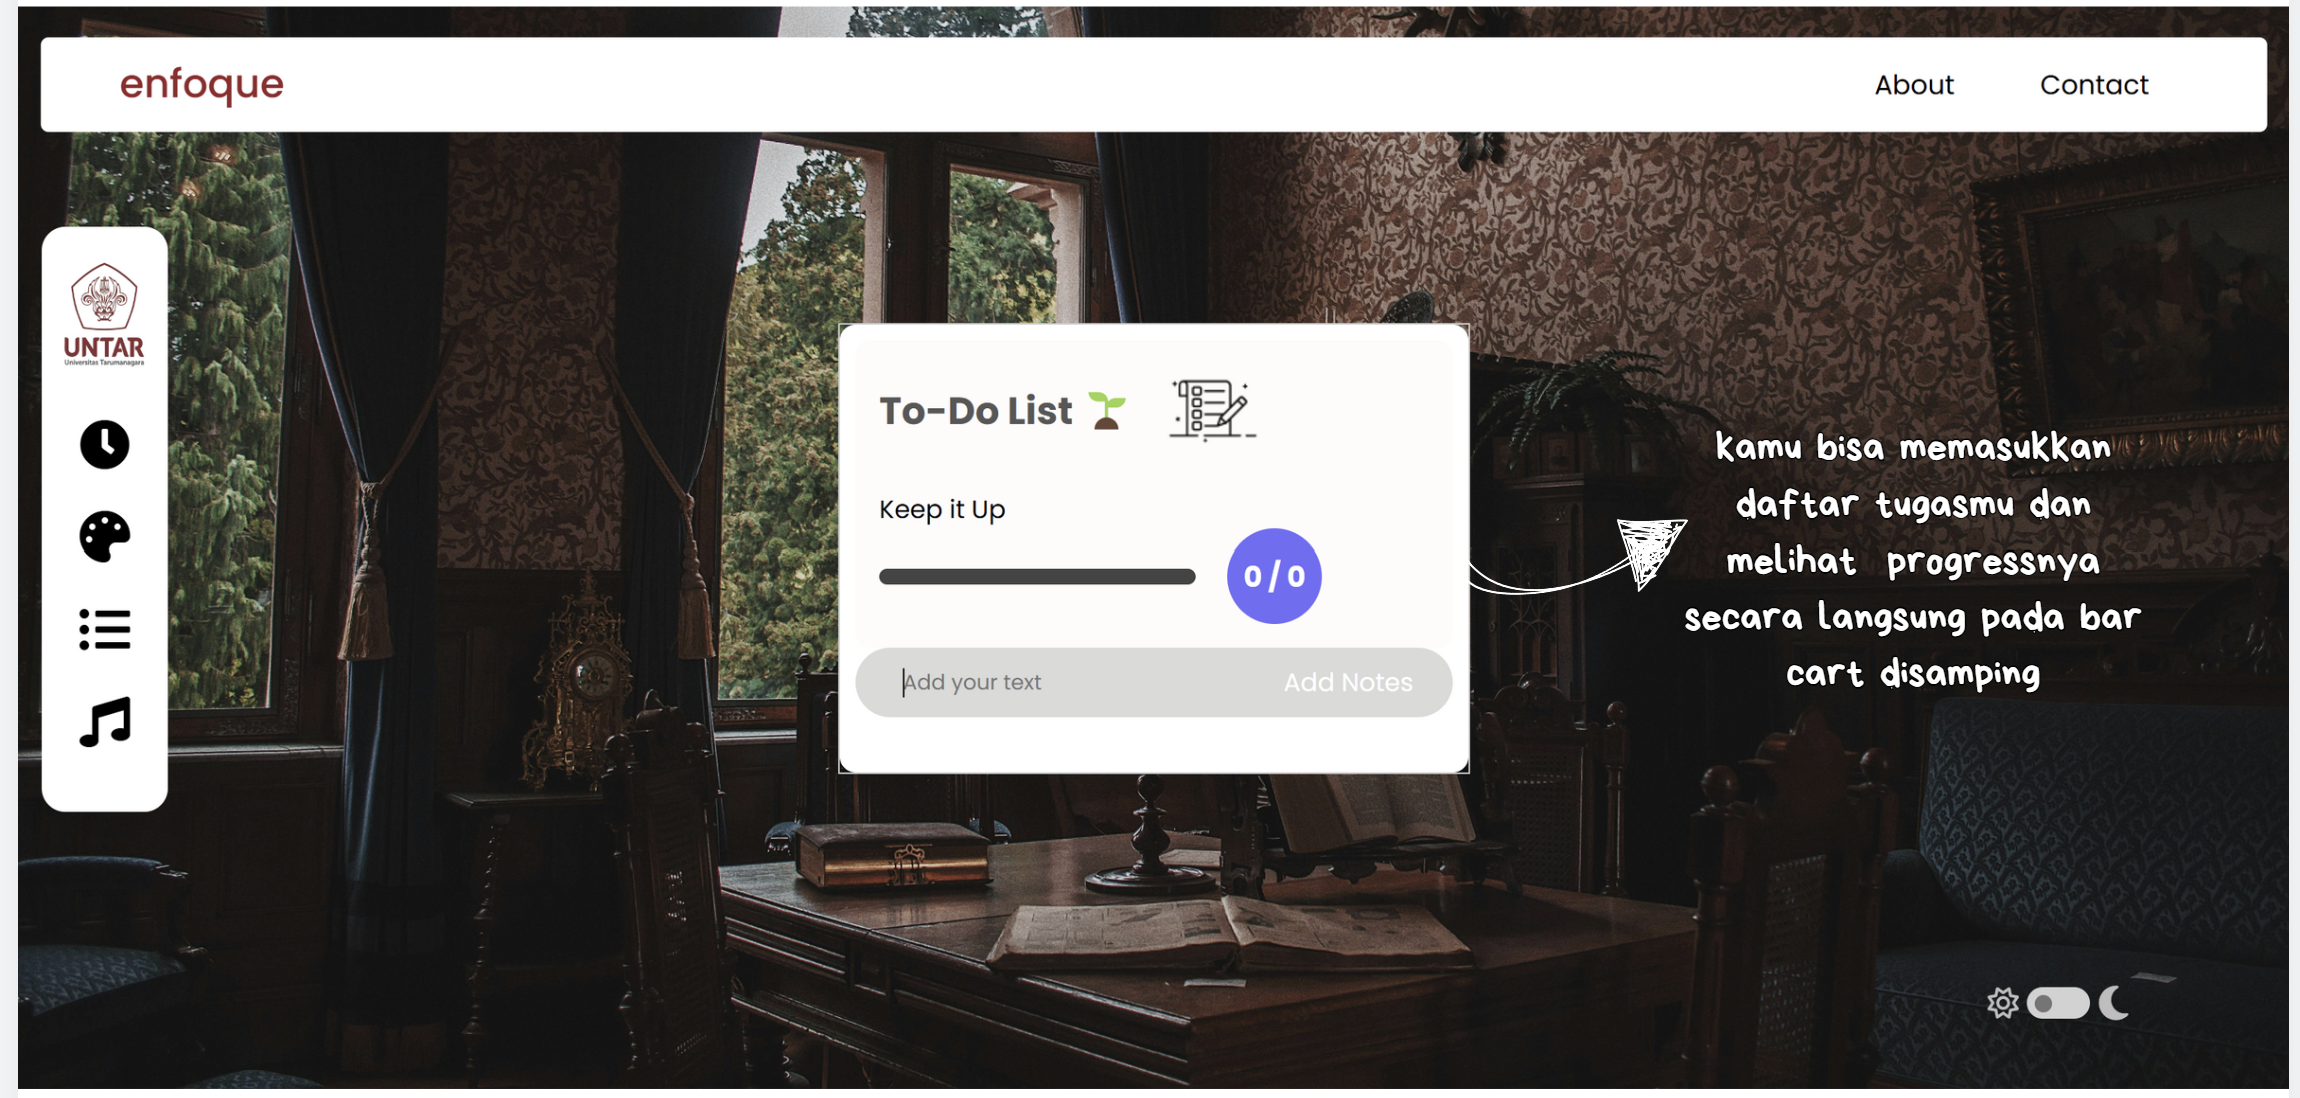 enfoque
About
Contact
UNTAR
Universitas Tarumanagara
To-Do List
Keep it Up
0/0
Add your text
Add Notes
kamu bisa memasukkan
daftar tugasmu dan
melihat progressnya
secara langsung pada bar
cart disamping